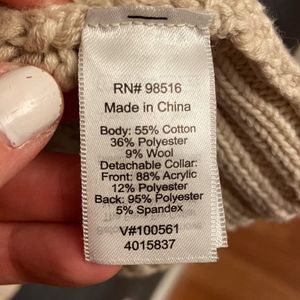 RN# 98516
Made in China
Body: 55% Cotton
36% Polyester
9% Wool
Detachable Collar:
Front: 88% Acrylic
12% Polyester
Back: 95% Polyester
5% Spandex
V#100561
4015837